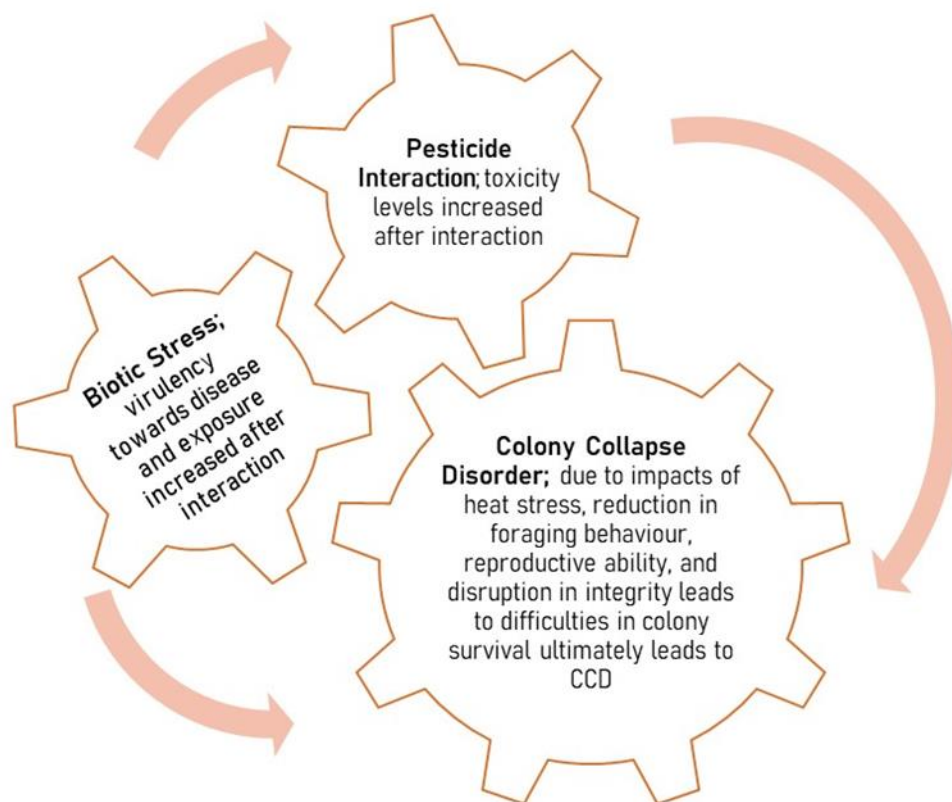 Pesticide
Interaction; toxicity
levels increased
after interaction
Biotic Stress;
virulency
towards disease
and exposure
increased after
interaction
Colony Collapse
Disorder; due to impacts of
heat stress, reduction in
foraging behaviour,
reproductive ability, and
disruption in integrity leads
to difficulties in colony
survival ultimately leads to
CCD